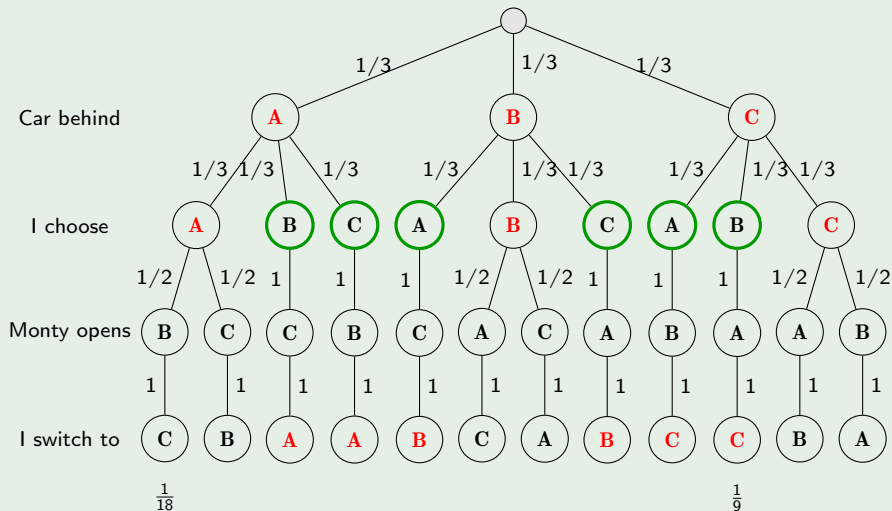 1/3 1/3 1/3
Car behind A B C
1/3 1/3 1/3 1/3 1/3 1/3 1/3 1/3 1/3
I choose A B C A B C A B C
1/2 1/2 1 1 1 1/2 1/2 1 1 1 1/2 1/2
Monty opens B C C B C A C A B A A B
1 1 1 1 1 1 1 1 1 1 1 1
I switch to C B A A B C A B C C B A
1/18 1/9